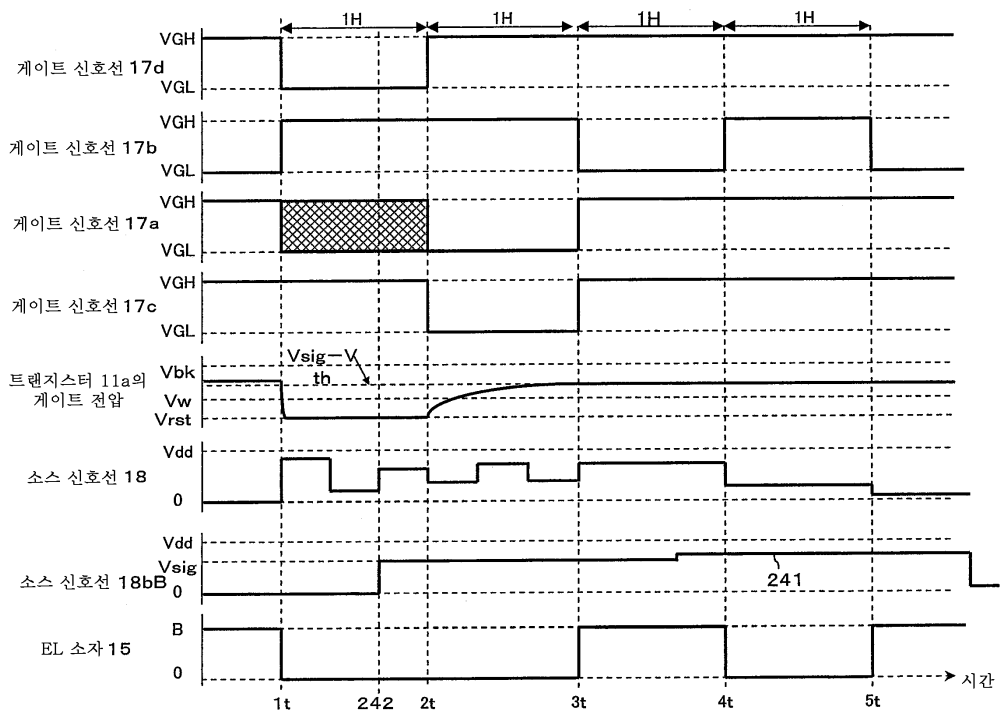 1H 1H 1H 1H
게이트 신호선 17d VGH
VGL
게이트 신호선 17b VGH
VGL
게이트 신호선 17a VGH
VGL
게이트 신호선 17c VGH
VGL
트랜지스터 11a의
게이트 전압
Vbk
Vsig-V
th
Vw
Vrst
소스 신호선 18 Vdd
0
소스 신호선 18bB Vdd
Vsig
0
241
EL 소자 15 B
0
1t 242 2t 3t 4t 5t 시간